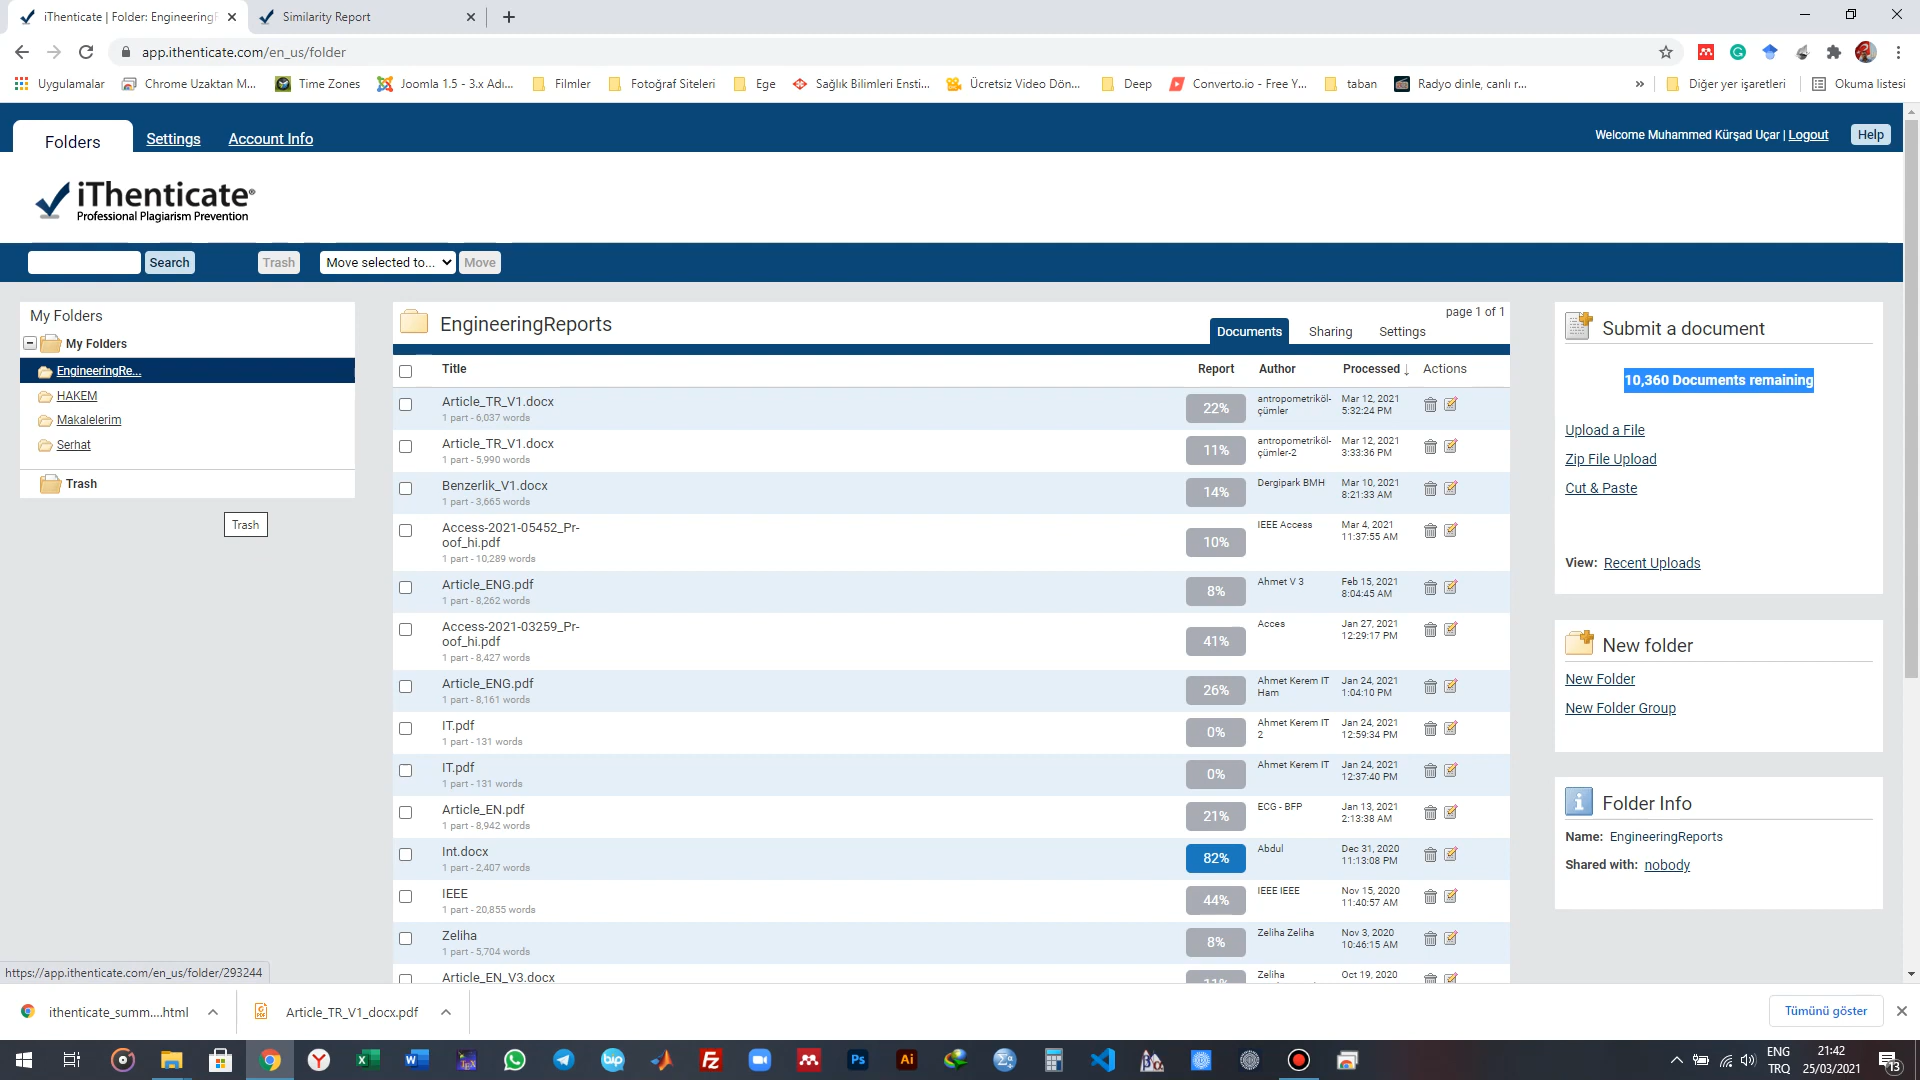 iThenticate | Folder: EngineeringF
Similarity Report
app.ithenticate.com/en_us/folder
Uygulamalar
Chrome Uzaktan M...
Time Zones
Joomla 1.5 - 3.x Adı...
Filmler
Fotoğraf Siteleri
Ege
Sağlık Bilimleri Ensti...
Ücretsiz Video Dön...
Deep
Converto.io - Free Y...
taban
Radyo dinle, canlı r...
»
Diğer yer işaretleri
Okuma listesi
Folders
Settings
Account Info
Welcome Muhammed Kürşad Uçar | Logout
Help
iThenticate®
Professional Plagiarism Prevention
Search
Trash
Move selected to...
Move
My Folders
My Folders
EngineeringRe...
HAKEM
Makalelerim
Serhat
Trash
Trash
EngineeringReports
page 1 of 1
Documents
Sharing
Settings
Title
Report
Author
Processed ↓
Actions
Article_TR_V1.docx
1 part - 6,037 words
22%
antropometriköl-
çümler
Mar 12, 2021
5:32:24 PM
Article_TR_V1.docx
1 part - 5,990 words
11%
antropometriköl-
çümler-2
Mar 12, 2021
3:33:36 PM
Benzerlik_V1.docx
1 part - 3,665 words
14%
Dergipark BMH
Mar 10, 2021
8:21:33 AM
Access-2021-05452_Pr-
oof_hi.pdf
1 part - 10,289 words
10%
IEEE Access
Mar 4, 2021
11:37:55 AM
Article_ENG.pdf
1 part - 8,262 words
8%
Ahmet V 3
Feb 15, 2021
8:04:45 AM
Access-2021-03259_Pr-
oof_hi.pdf
1 part - 8,427 words
41%
Acces
Jan 27, 2021
12:29:17 PM
Article_ENG.pdf
1 part - 8,161 words
26%
Ahmet Kerem IT
Ham
Jan 24, 2021
1:04:10 PM
IT.pdf
1 part - 131 words
0%
Ahmet Kerem IT
2
Jan 24, 2021
12:59:34 PM
IT.pdf
1 part - 131 words
0%
Ahmet Kerem IT
Jan 24, 2021
12:37:40 PM
Article_EN.pdf
1 part - 8,942 words
21%
ECG - BFP
Jan 13, 2021
2:13:38 AM
Int.docx
1 part - 2,407 words
82%
Abdul
Dec 31, 2020
11:13:08 PM
IEEE
1 part - 20,855 words
44%
IEEE IEEE
Nov 15, 2020
11:40:57 AM
Zeliha
1 part - 5,704 words
8%
Zeliha Zeliha
Nov 3, 2020
10:46:15 AM
Article_EN_V3.docx
11%
Zeliha
Oct 19, 2020
Submit a document
10,360 Documents remaining
Upload a File
Zip File Upload
Cut & Paste
View: Recent Uploads
New folder
New Folder
New Folder Group
Folder Info
Name: EngineeringReports
Shared with: nobody
https://app.ithenticate.com/en_us/folder/293244
ithenticate_summ....html
Article_TR_V1_docx.pdf
Tümünü göster
ENG
TRQ
21:42
25/03/2021
13